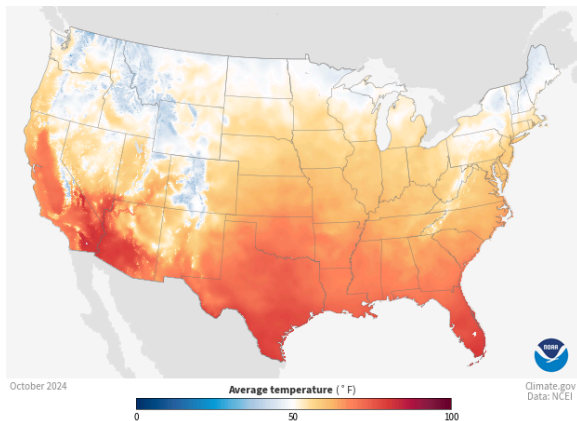 NOAA
October 2024
Average temperature (°F)
Climate.gov
Data: NCEI
0
50
100